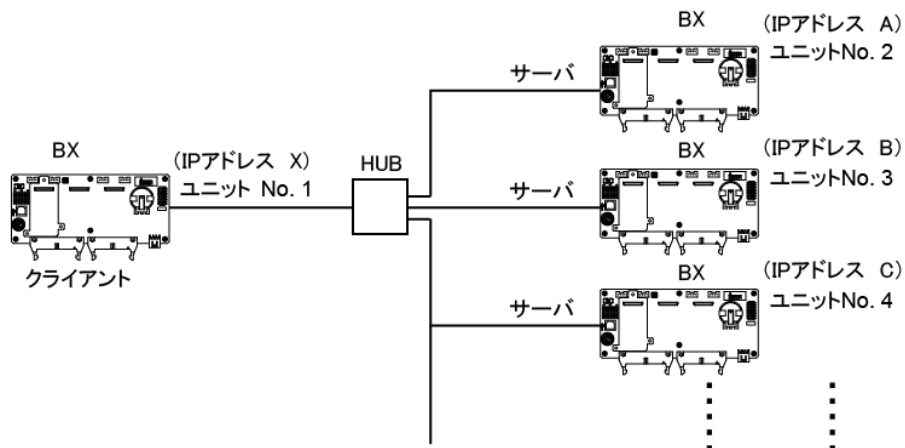 BX
(IPアドレス A)
ユニットNo. 2
サーバ
BX
(IPアドレス X)
ユニット No. 1
クライアント
HUB
BX
(IPアドレス B)
ユニットNo. 3
サーバ
BX
(IPアドレス C)
ユニットNo. 4
サーバ